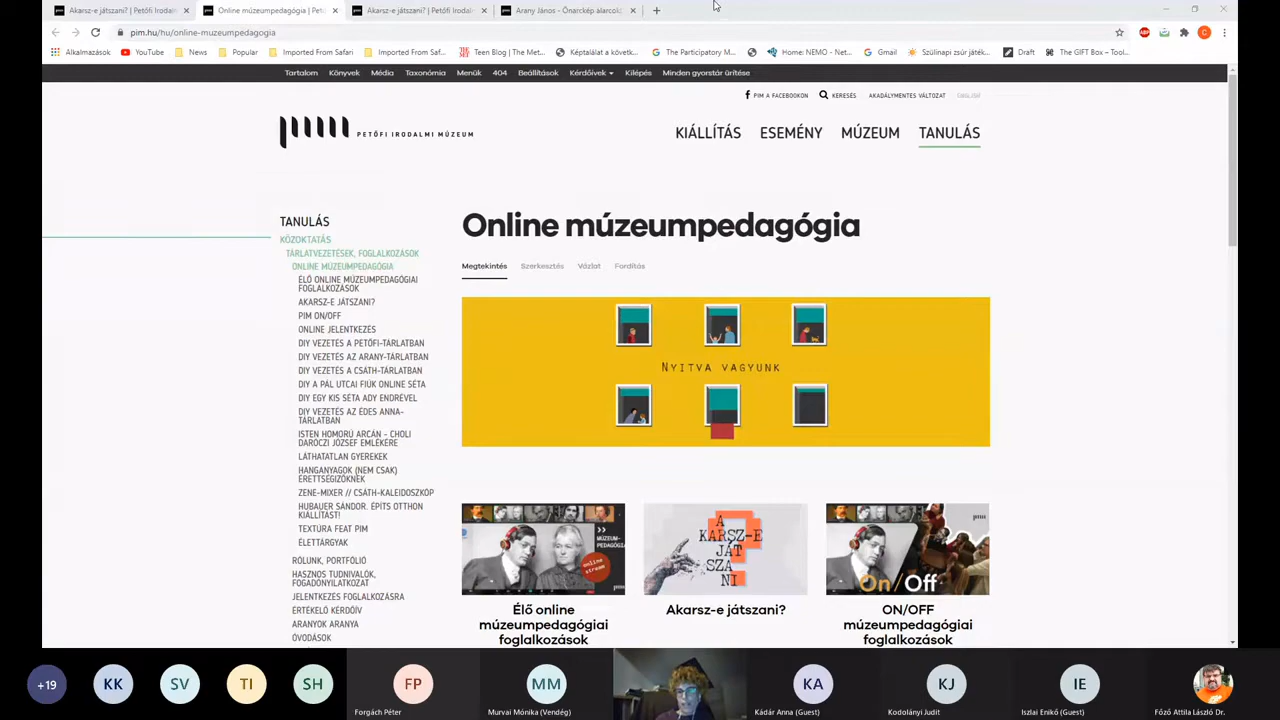 Akarsz-e játszani? | Petőfi Irodalm
Online múzeumpedagógia | Pet
Akarsz-e játszani? | Petőfi Irodalm
Arany János - Önarckép álarcokb
pim.hu/hu/online-muzeumpedagogia
Alkalmazások YouTube News Popular Imported From Safari Imported From Saf... Teen Blog | The Met... Képtalálat a követk... The Participatory M... Home: NEMO - Net... Gmail Szülinapi zsúr játék... Draft The GIFT Box – Tool...
Tartalom Könyvek Média Taxonómia Menük 404 Beállítások Kérdőívek Kilépés Minden gyorstár ürítése
PIM A FACEBOOKON KERESÉS AKADÁLYMENTES VÁLTOZAT ENGLISH
PETŐFI IRODALMI MÚZEUM
KIÁLLÍTÁS ESEMÉNY MÚZEUM TANULÁS
TANULÁS
KÖZOKTATÁS
TÁRLATVEZETÉSEK, FOGLALKOZÁSOK
ONLINE MÚZEUMPEDAGÓGIA
ÉLŐ ONLINE MÚZEUMPEDAGÓGIAI
FOGLALKOZÁSOK
AKARSZ-E JÁTSZANI?
PIM ON/OFF
ONLINE JELENTKEZÉS
DIY VEZETÉS A PETŐFI-TÁRLATBAN
DIY VEZETÉS AZ ARANY-TÁRLATBAN
DIY VEZETÉS A CSÁTH-TÁRLATBAN
DIY A PÁL UTCAI FIÚK ONLINE SÉTA
DIY EGY KIS SÉTA ADY ENDRÉVEL
DIY VEZETÉS AZ ÉDES ANNA-
TÁRLATBAN
ISTEN HOMORÚ ARCÁN - CHOLI
DARÓCZI JÓZSEF EMLÉKÉRE
LÁTHATATLAN GYEREKEK
HANGANYAGOK (NEM CSAK)
ÉRETTSÉGIZŐKNEK
ZENE-MIXER // CSÁTH-KALEIDOSZKÓP
HUBAUER SÁNDOR. ÉPÍTS OTTHON
KIÁLLÍTÁST!
TEXTÚRA FEAT PIM
ÉLETTÁRGYAK
RÓLUNK, PORTFÓLIÓ
HASZNOS TUDNIVALÓK,
FOGADÓNYILATKOZAT
JELENTKEZÉS FOGLALKOZÁSRA
ÉRTÉKELŐ KÉRDŐÍV
ARANYOK ARANYA
ÓVODÁSOK
Online múzeumpedagógia
Megtekintés Szerkesztés Vázlat Fordítás
NYITVA VAGYUNK
MÚZEUM-
PEDAGÓGIA
online
stream
A
KARSZ-E
JÁT
SZA
NI
On/Off
Élő online
múzeumpedagógiai
foglalkozások
Akarsz-e játszani?
ON/OFF
múzeumpedagógiai
foglalkozások
+19 KK SV TI SH FP MM KA KJ IE
Forgách Péter Murvai Mónika (Vendég) Kádár Anna (Guest) Kodolányi Judit Iszlai Enikő (Guest) Főző Attila László Dr.